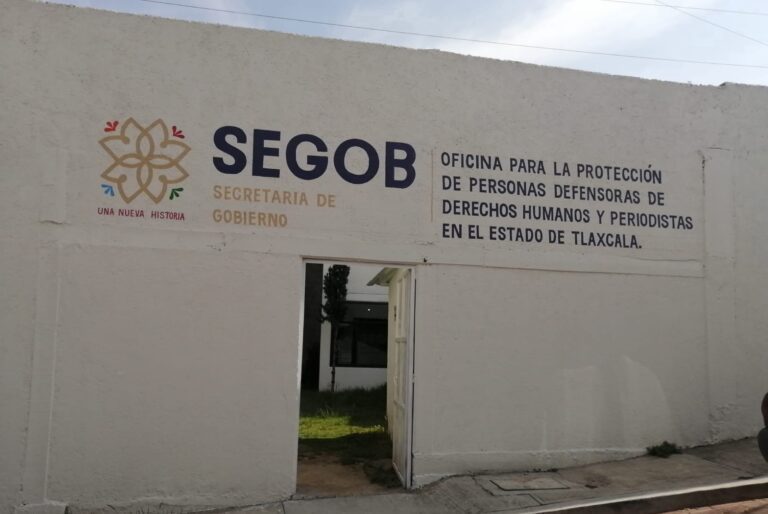 UNA NUEVA HISTORIA
SEGOB
SECRETARIA DE
GOBIERNO
OFICINA PARA LA PROTECCIÓN
DE PERSONAS DEFENSORAS DE
DERECHOS HUMANOS Y PERIODISTAS
EN EL ESTADO DE TLAXCALA.